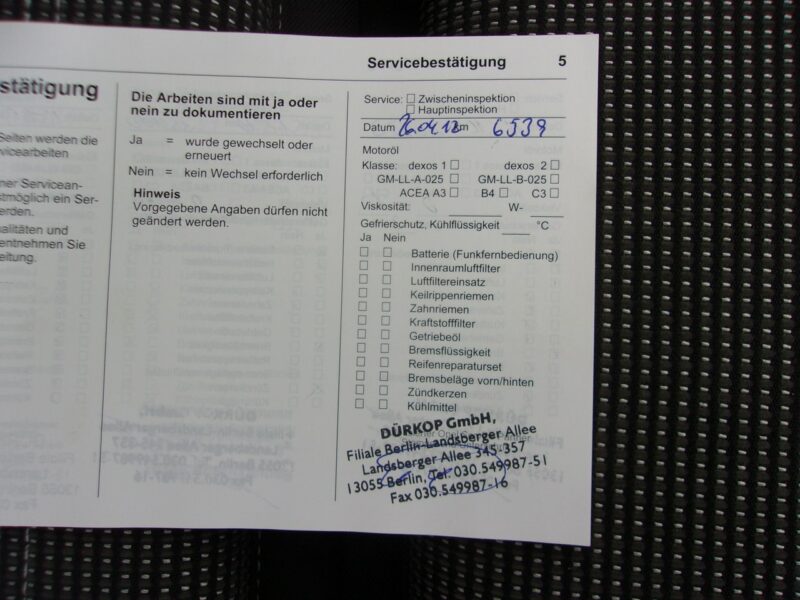 Servicebestätigung 5
stätigung
Seiten werden die
vicearbeiten
ner Servicean-
stmöglich ein Ser-
erden.
alitäten und
entnehmen Sie
eitung.
Die Arbeiten sind mit ja oder
nein zu dokumentieren
Ja = wurde gewechselt oder
erneuert
Nein = kein Wechsel erforderlich
Hinweis
Vorgegebene Angaben dürfen nicht
geändert werden.
Service: □ Zwischeninspektion
□ Hauptinspektion
Datum 26.04.12 km 6539
Motoröl
Klasse: dexos 1 □ dexos 2 □
GM-LL-A-025 □ GM-LL-B-025 □
ACEA A3 □ B4 □ C3 □
Viskosität: W-
Gefrierschutz, Kühlflüssigkeit °C
Ja Nein
□ □ Batterie (Funkfernbedienung)
□ □ Innenraumluftfilter
□ □ Luftfiltereinsatz
□ □ Keilrippenriemen
□ □ Zahnriemen
□ □ Kraftstofffilter
□ □ Getriebeöl
□ □ Bremsflüssigkeit
□ □ Reifenreparaturset
□ □ Bremsbeläge vorn/hinten
□ □ Zündkerzen
□ □ Kühlmittel
DÜRKOP GmbH,
Filiale Berlin-Landsberger Allee
Landsberger Allee 345.357
13055 Berlin, Tel. 030.549987-51
Fax 030.549987-16